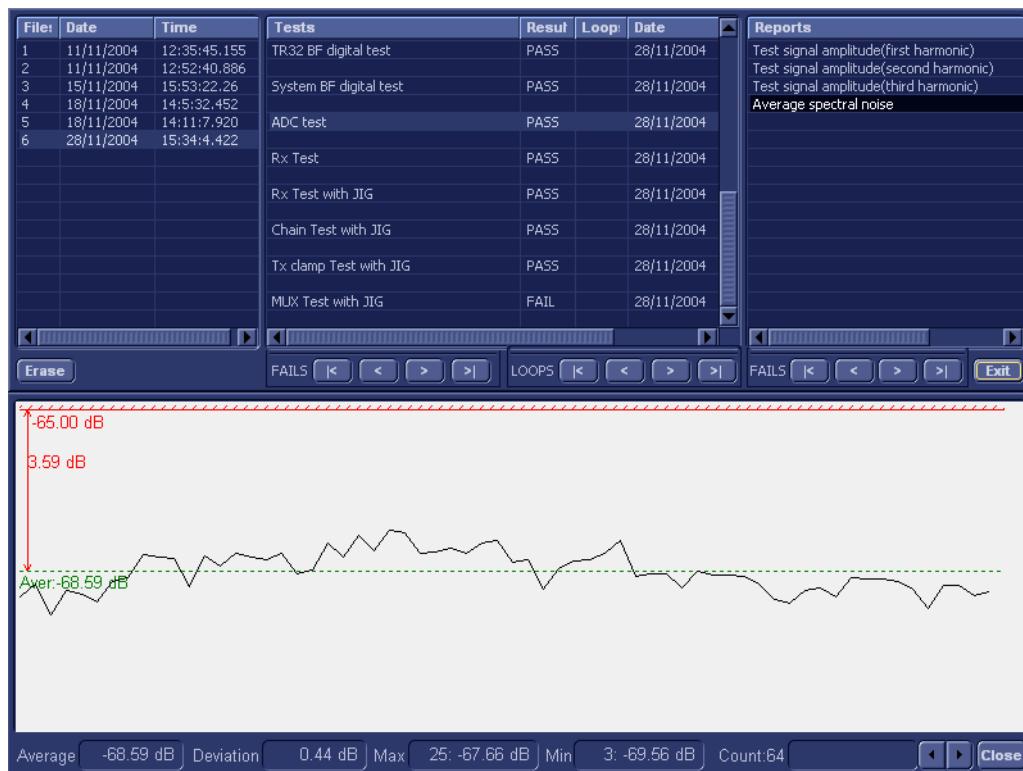 File: Date Time
1 11/11/2004 12:35:45.155
2 11/11/2004 12:52:40.886
3 15/11/2004 15:53:22.26
4 18/11/2004 14:5:32.452
5 18/11/2004 14:11:7.920
6 28/11/2004 15:34:4.422
Erase
Tests Result Loop: Date
TR32 BF digital test PASS 28/11/2004
System BF digital test PASS 28/11/2004
ADC test PASS 28/11/2004
Rx Test PASS 28/11/2004
Rx Test with JIG PASS 28/11/2004
Chain Test with JIG PASS 28/11/2004
Tx clamp Test with JIG PASS 28/11/2004
MUX Test with JIG FAIL 28/11/2004
FAILS |< < > >| LOOPS |< < > >|
Reports
Test signal amplitude(first harmonic)
Test signal amplitude(second harmonic)
Test signal amplitude(third harmonic)
Average spectral noise
FAILS |< < > >| Exit
-65.00 dB
3.59 dB
Aver:-68.59 dB
Average -68.59 dB Deviation 0.44 dB Max 25: -67.66 dB Min 3: -69.56 dB Count:64 Close